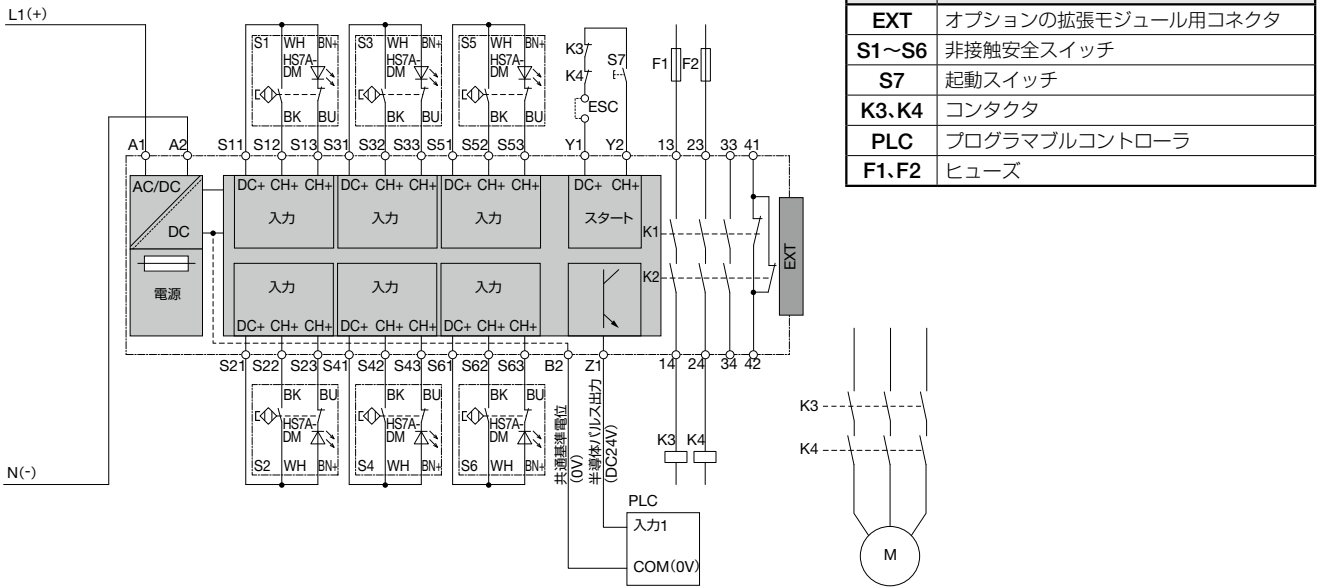 L1(+)
S1 WH BN+ S3 WH BN+ S5 WH BN+
HS7A-DM HS7A-DM HS7A-DM
BK BU BK BU BK BU
K3 S7 F1 F2
K4
ESC
A1 A2 S11 S12 S13 S31 S32 S33 S51 S52 S53 Y1 Y2 13 23 33 41
AC/DC DC+ CH+ CH+ DC+ CH+ CH+ DC+ CH+ CH+ DC+ CH+
入力 入力 入力 スタート
DC K1
EXT
K2
電源 入力 入力 入力
DC+ CH+ CH+ DC+ CH+ CH+ DC+ CH+ CH+
S21 S22 S23 S41 S42 S43 S61 S62 S63 B2 Z1 14 24 34 42
BK BU BK BU BK BU
HS7A-DM HS7A-DM HS7A-DM
S2 WH BN+ S4 WH BN+ S6 WH BN+
共通基準電位
(0V)
半導体パルス出力
(DC24V)
K3 K4
N(-)
PLC
入力1
COM(0V)
EXT オプションの拡張モジュール用コネクタ
S1～S6 非接触安全スイッチ
S7 起動スイッチ
K3、K4 コンタクタ
PLC プログラマブルコントローラ
F1、F2 ヒューズ
K3
K4
M